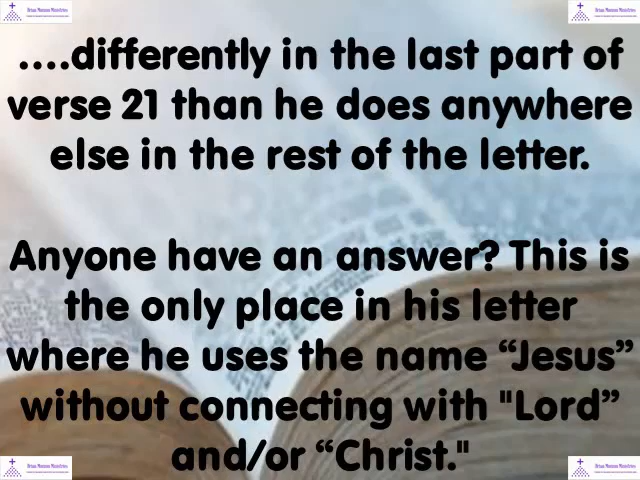 ....differently in the last part of
verse 21 than he does anywhere
else in the rest of the letter.
Anyone have an answer? This is
the only place in his letter
where he uses the name “Jesus”
without connecting with "Lord”
and/or “Christ."